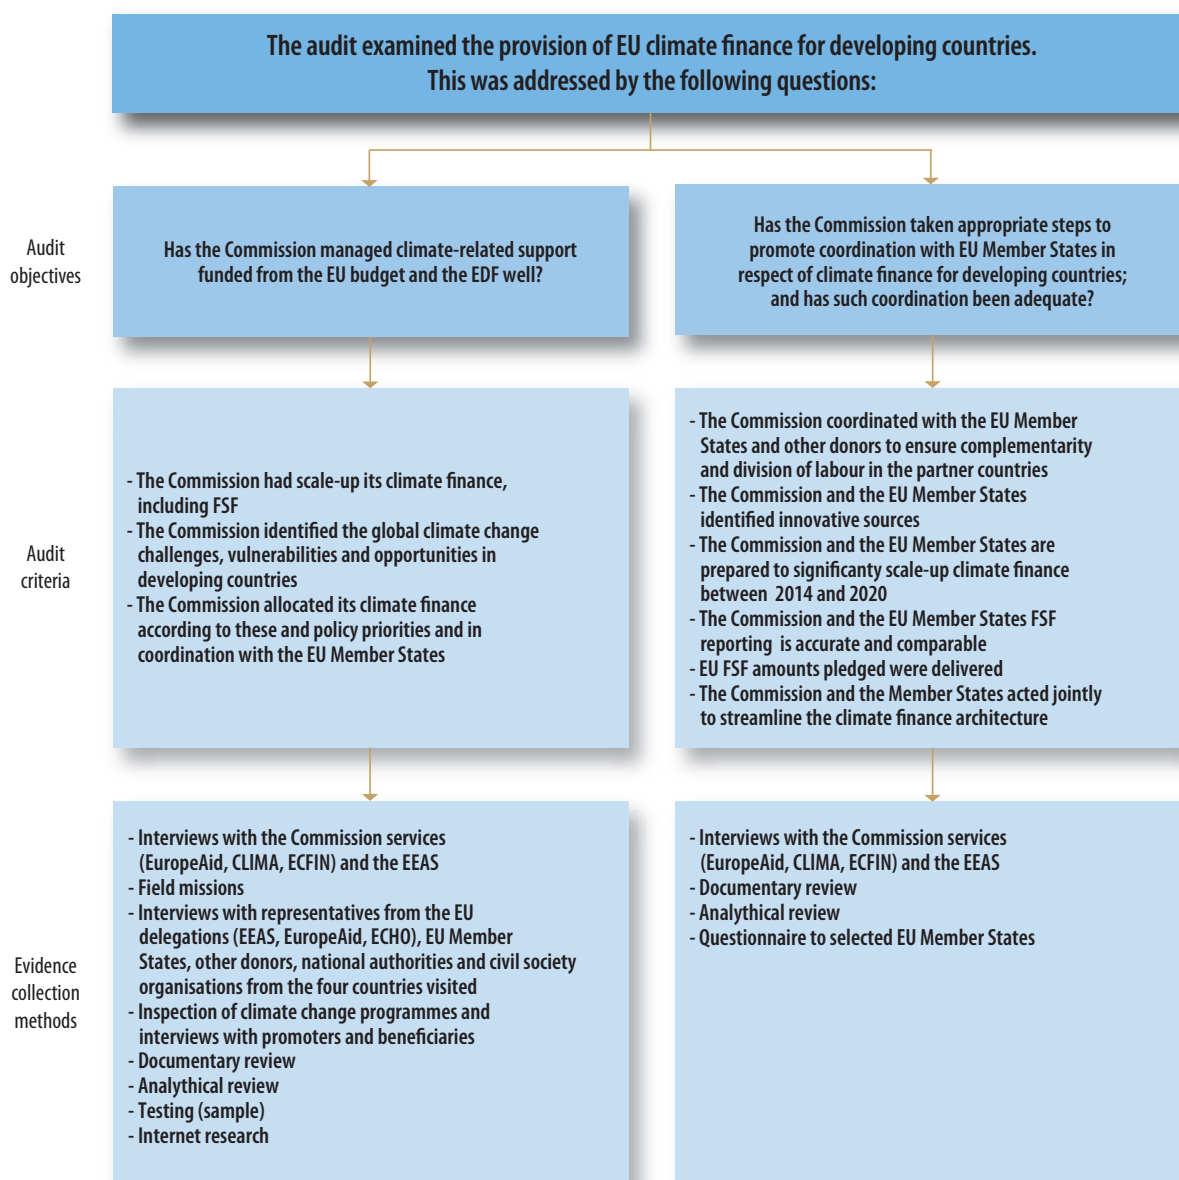 The audit examined the provision of EU climate finance for developing countries.
This was addressed by the following questions:
Audit
objectives
Has the Commission managed climate-related support
funded from the EU budget and the EDF well?
Has the Commission taken appropriate steps to
promote coordination with EU Member States in
respect of climate finance for developing countries;
and has such coordination been adequate?
Audit
criteria
- The Commission had scale-up its climate finance,
including FSF
- The Commission identified the global climate change
challenges, vulnerabilities and opportunities in
developing countries
- The Commission allocated its climate finance
according to these and policy priorities and in
coordination with the EU Member States
- The Commission coordinated with the EU Member
States and other donors to ensure complementarity
and division of labour in the partner countries
- The Commission and the EU Member States
identified innovative sources
- The Commission and the EU Member States are
prepared to significanty scale-up climate finance
between 2014 and 2020
- The Commission and the EU Member States FSF
reporting is accurate and comparable
- EU FSF amounts pledged were delivered
- The Commission and the Member States acted jointly
to streamline the climate finance architecture
Evidence
collection
methods
- Interviews with the Commission services
(EuropeAid, CLIMA, ECFIN) and the EEAS
- Field missions
- Interviews with representatives from the EU
delegations (EEAS, EuropeAid, ECHO), EU Member
States, other donors, national authorities and civil society
organisations from the four countries visited
- Inspection of climate change programmes and
interviews with promoters and beneficiaries
- Documentary review
- Analytical review
- Testing (sample)
- Internet research
- Interviews with the Commission services
(EuropeAid, CLIMA, ECFIN) and the EEAS
- Documentary review
- Analytical review
- Questionnaire to selected EU Member States